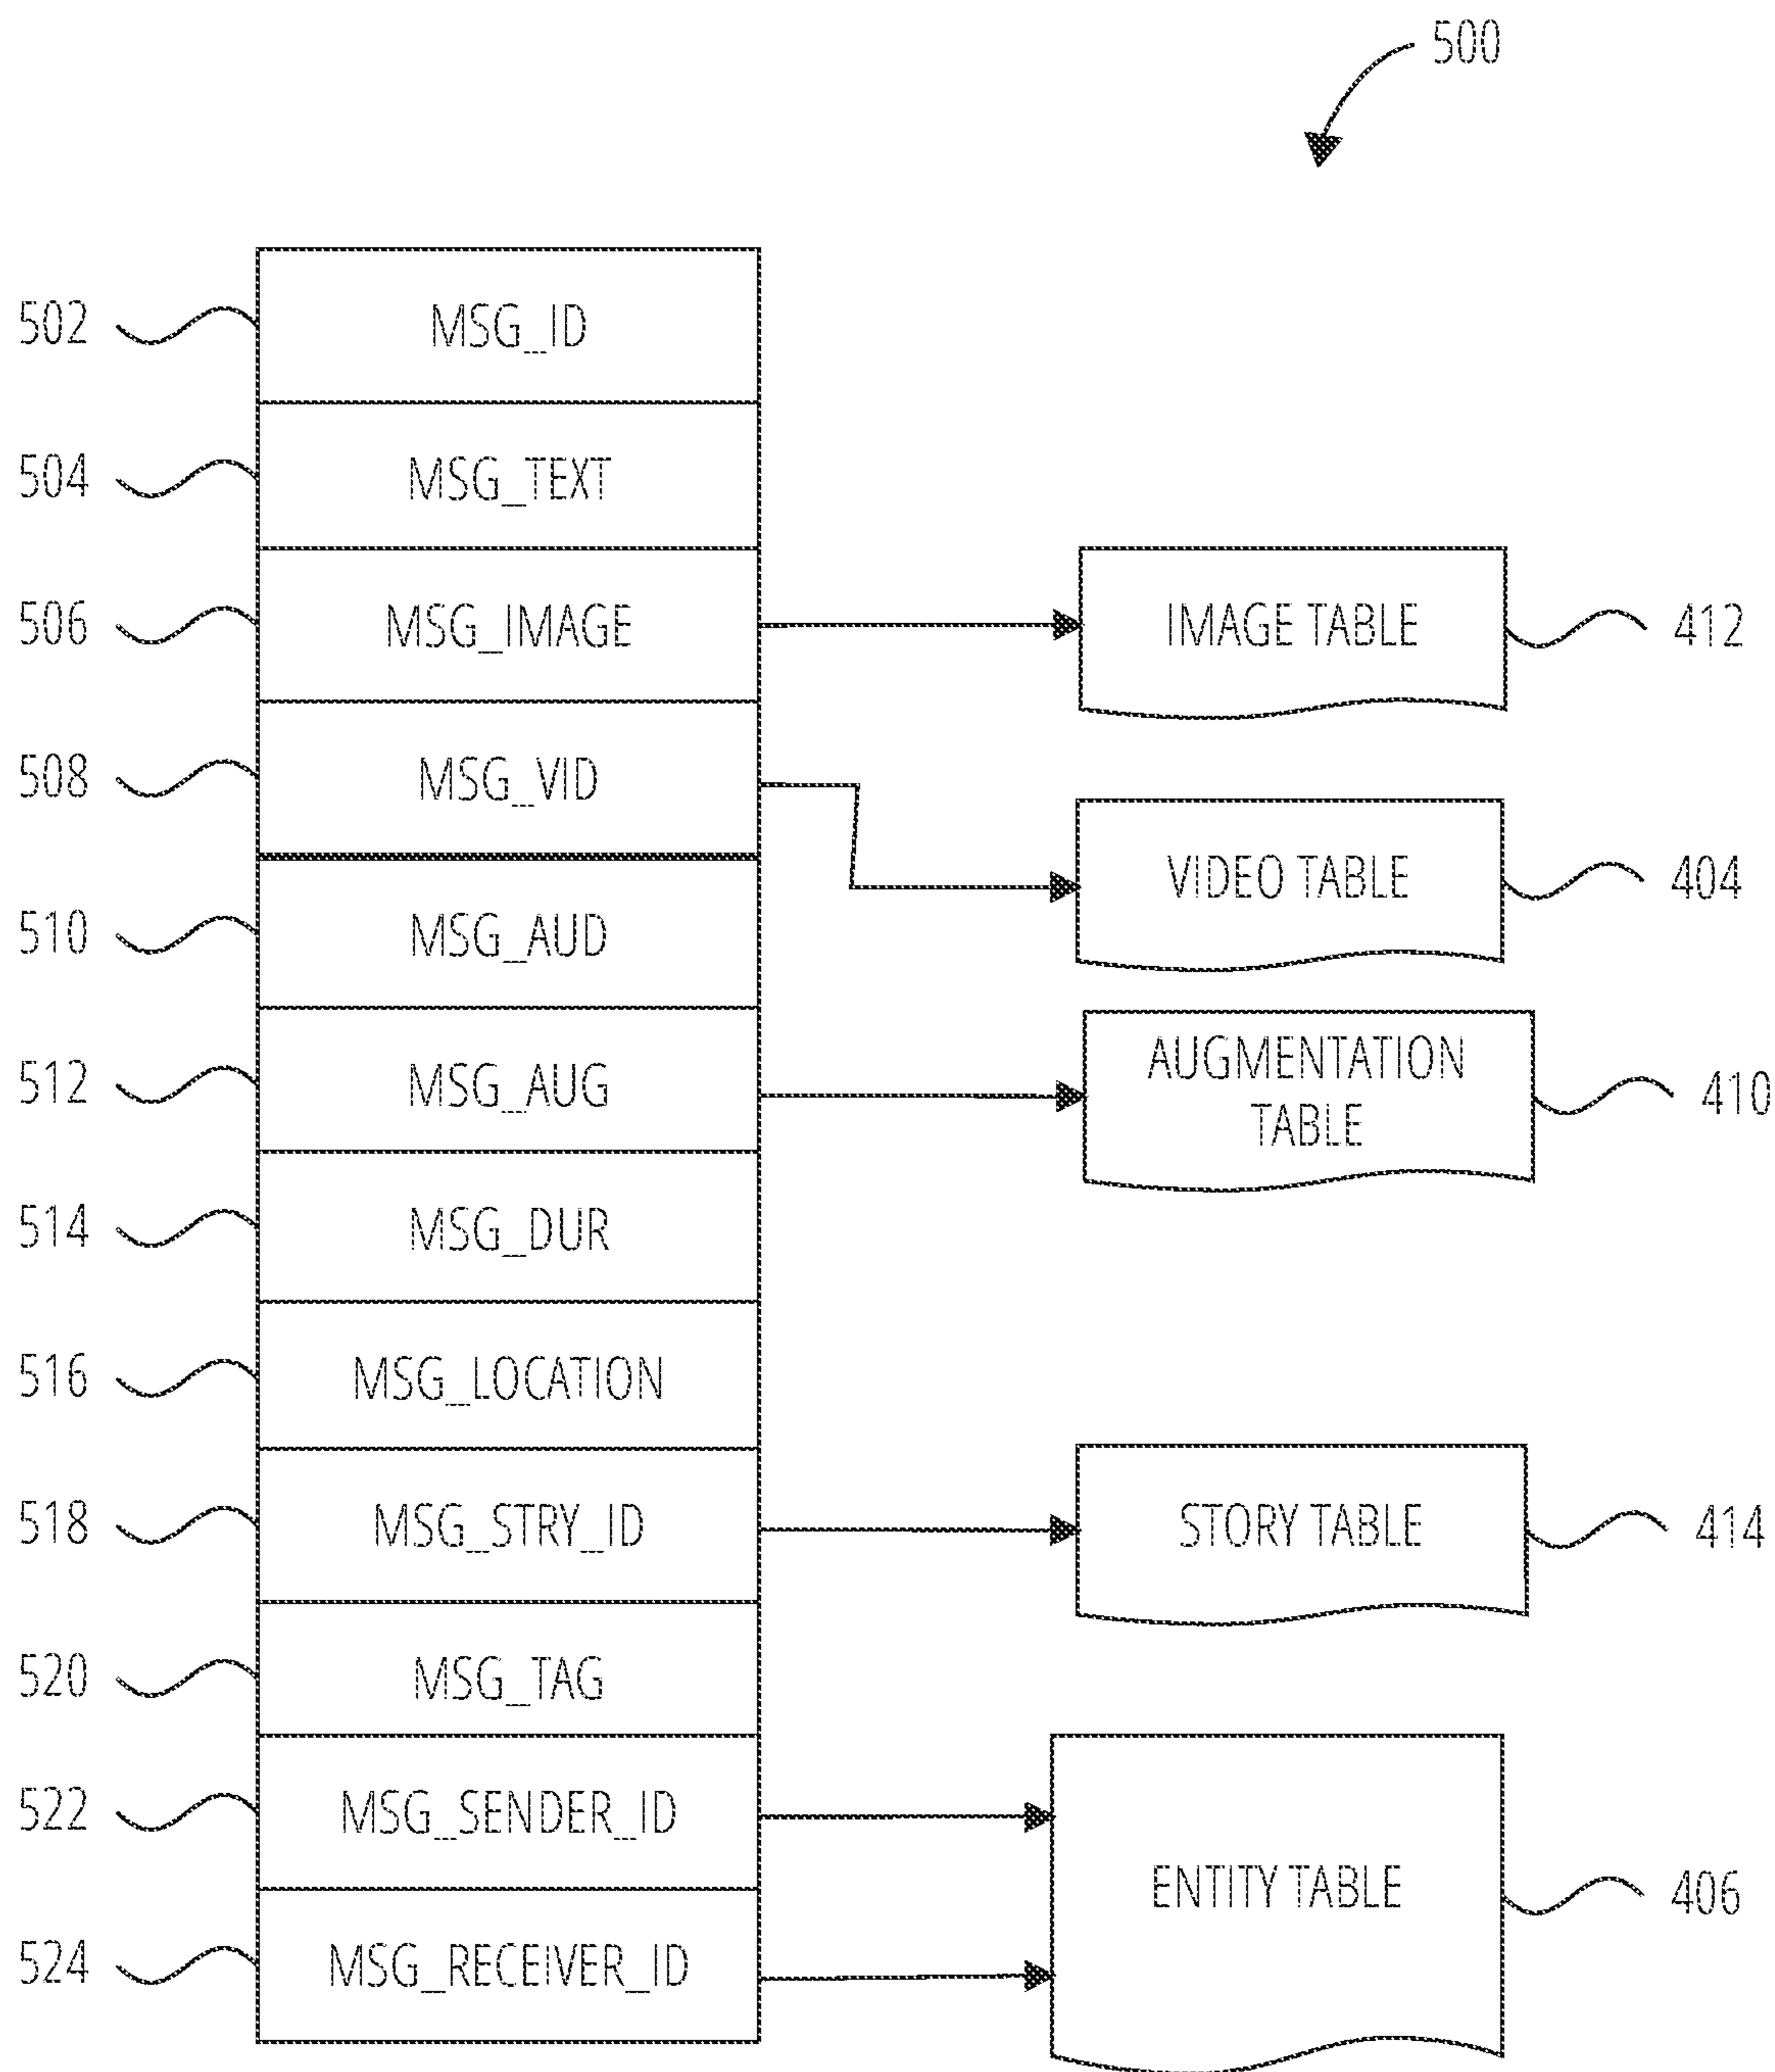 500
502 MSG_ID
504 MSG_TEXT
506 MSG_IMAGE IMAGE TABLE 412
508 MSG_VID VIDEO TABLE 404
510 MSG_AUD
512 MSG_AUG AUGMENTATION
TABLE 410
514 MSG_DUR
516 MSG_LOCATION
518 MSG_STRY_ID STORY TABLE 414
520 MSG_TAG
522 MSG_SENDER_ID
ENTITY TABLE 406
524 MSG_RECEIVER_ID